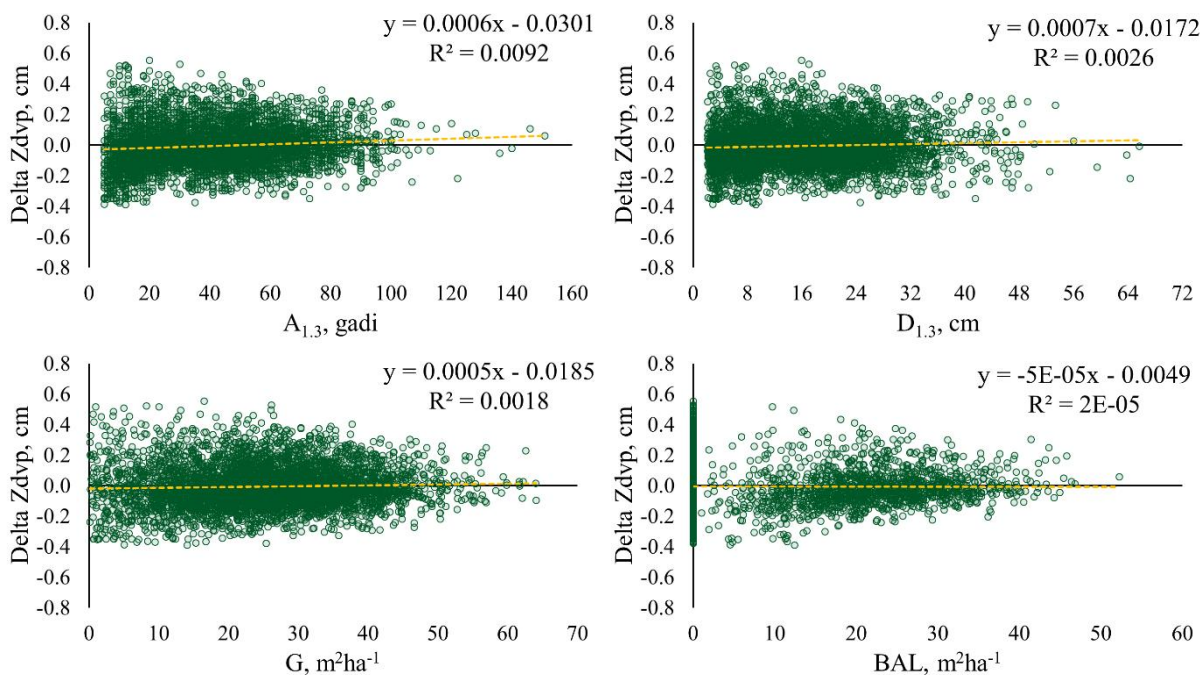 y = 0.0006x - 0.0301
R² = 0.0092
0.8
0.6
0.4
0.2
0.0
-0.2
-0.4
-0.6
-0.8
Delta Zdvp, cm
0 20 40 60 80 100 120 140 160
A₁.₃, gadi
y = 0.0007x - 0.0172
R² = 0.0026
0.8
0.6
0.4
0.2
0.0
-0.2
-0.4
-0.6
-0.8
Delta Zdvp, cm
0 8 16 24 32 40 48 56 64 72
D₁.₃, cm
y = 0.0005x - 0.0185
R² = 0.0018
0.8
0.6
0.4
0.2
0.0
-0.2
-0.4
-0.6
-0.8
Delta Zdvp, cm
0 10 20 30 40 50 60 70
G, m²ha⁻¹
y = -5E-05x - 0.0049
R² = 2E-05
0.8
0.6
0.4
0.2
0.0
-0.2
-0.4
-0.6
-0.8
Delta Zdvp, cm
0 10 20 30 40 50 60
BAL, m²ha⁻¹